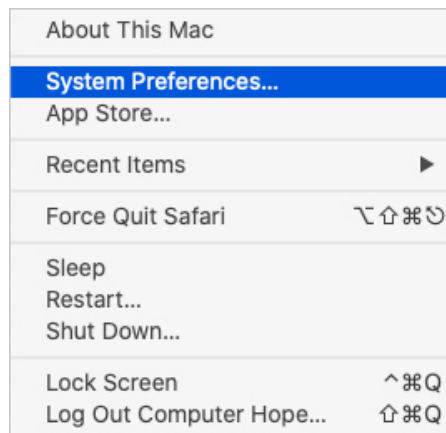 About This Mac
System Preferences...
App Store...
Recent Items ▶
Force Quit Safari ⌥⇧⌘⎋
Sleep
Restart...
Shut Down...
Lock Screen ^⌘Q
Log Out Computer Hope... ⇧⌘Q